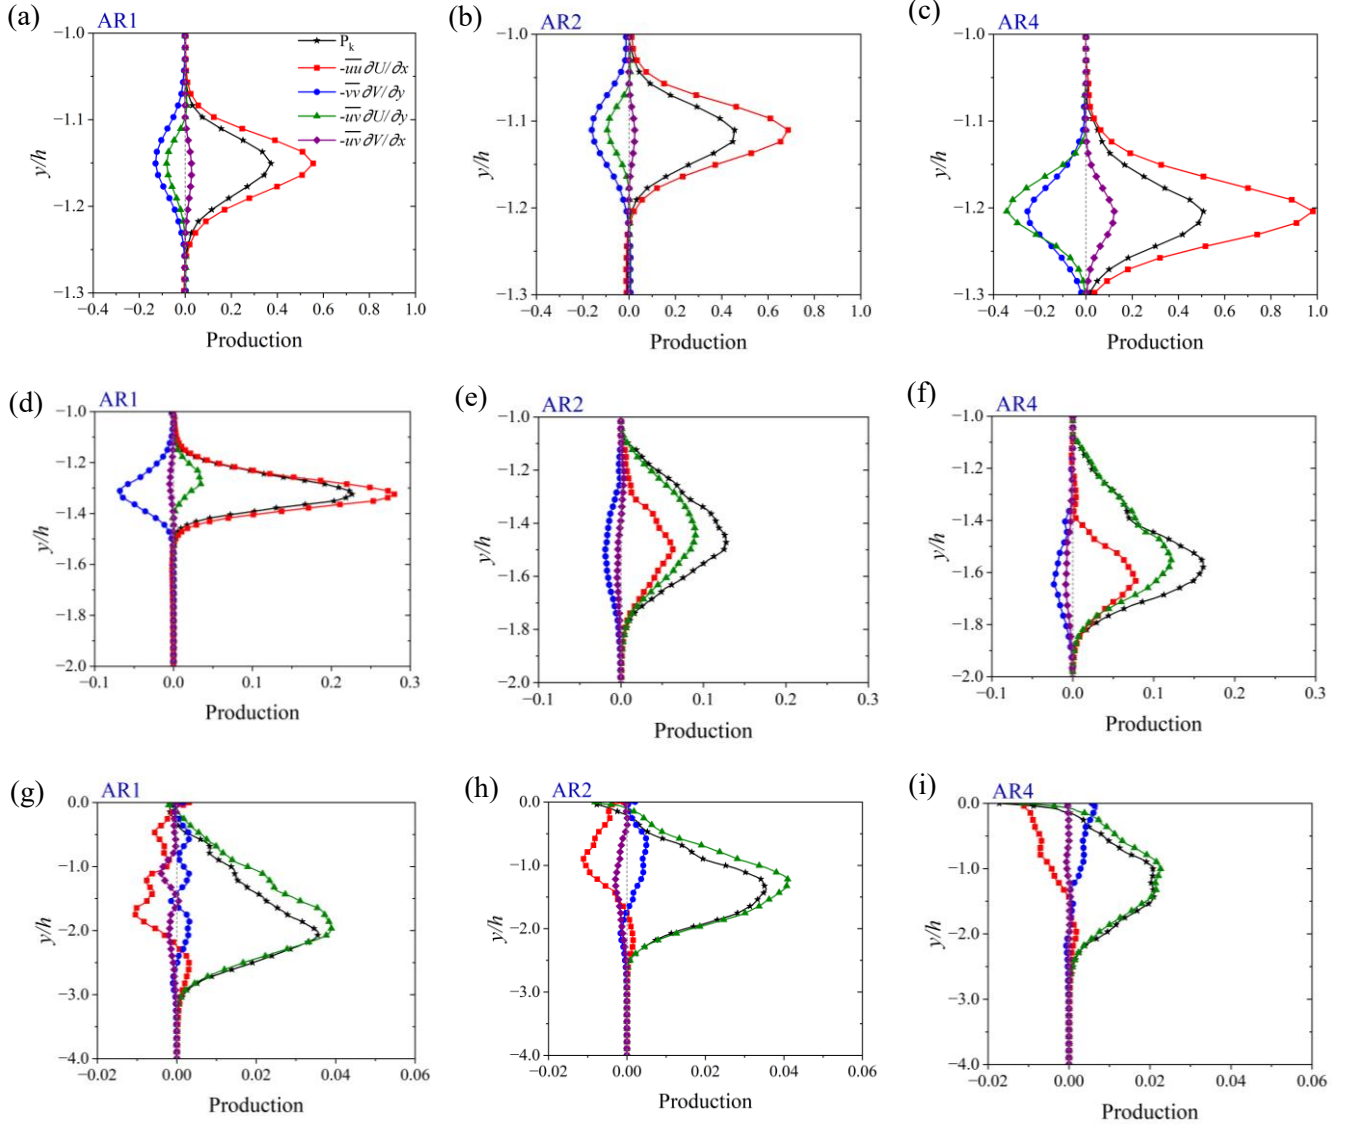 (a) AR1
−1.0
−1.1
−1.2
−1.3
y/h
−0.4 −0.2 0.0 0.2 0.4 0.6 0.8 1.0
Production
P_k
-u̅u̅ ∂U/∂x
-v̅v̅ ∂V/∂y
-u̅v̅ ∂U/∂y
-u̅v̅ ∂V/∂x
(b) AR2
−1.0
−1.1
−1.2
−1.3
y/h
−0.4 −0.2 0.0 0.2 0.4 0.6 0.8 1.0
Production
(c) AR4
−1.0
−1.1
−1.2
−1.3
y/h
−0.4 −0.2 0.0 0.2 0.4 0.6 0.8 1.0
Production
(d) AR1
−1.0
−1.2
−1.4
−1.6
−1.8
−2.0
y/h
−0.1 0.0 0.1 0.2 0.3
Production
(e) AR2
−1.0
−1.2
−1.4
−1.6
−1.8
−2.0
y/h
−0.1 0.0 0.1 0.2 0.3
Production
(f) AR4
−1.0
−1.2
−1.4
−1.6
−1.8
−2.0
y/h
−0.1 0.0 0.1 0.2 0.3
Production
(g) AR1
0.0
−1.0
−2.0
−3.0
−4.0
y/h
−0.02 0.00 0.02 0.04 0.06
Production
(h) AR2
0.0
−1.0
−2.0
−3.0
−4.0
y/h
−0.02 0.00 0.02 0.04 0.06
Production
(i) AR4
0.0
−1.0
−2.0
−3.0
−4.0
y/h
−0.02 0.00 0.02 0.04 0.06
Production